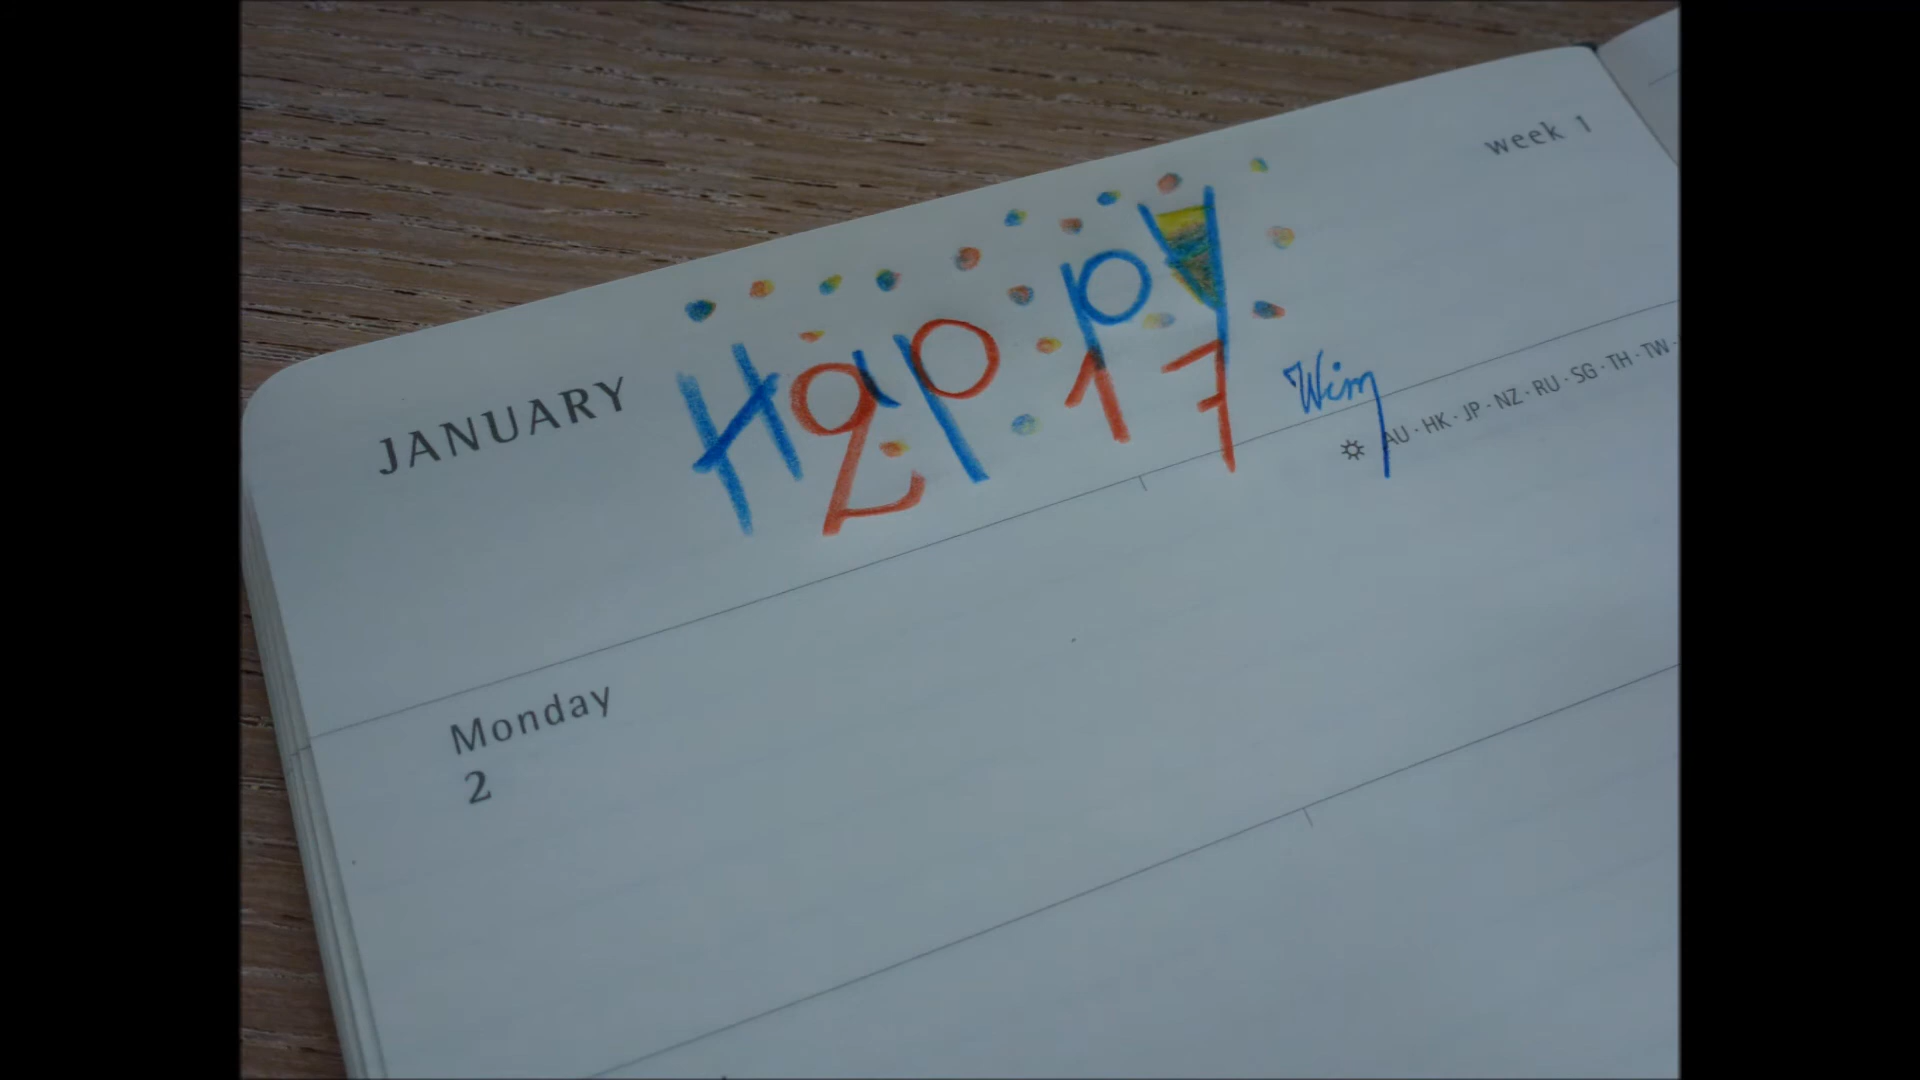 week 1
JANUARY Happy 2017 Wim
AU · HK · JP · NZ · RU · SG · TH · TW ·
Monday
2